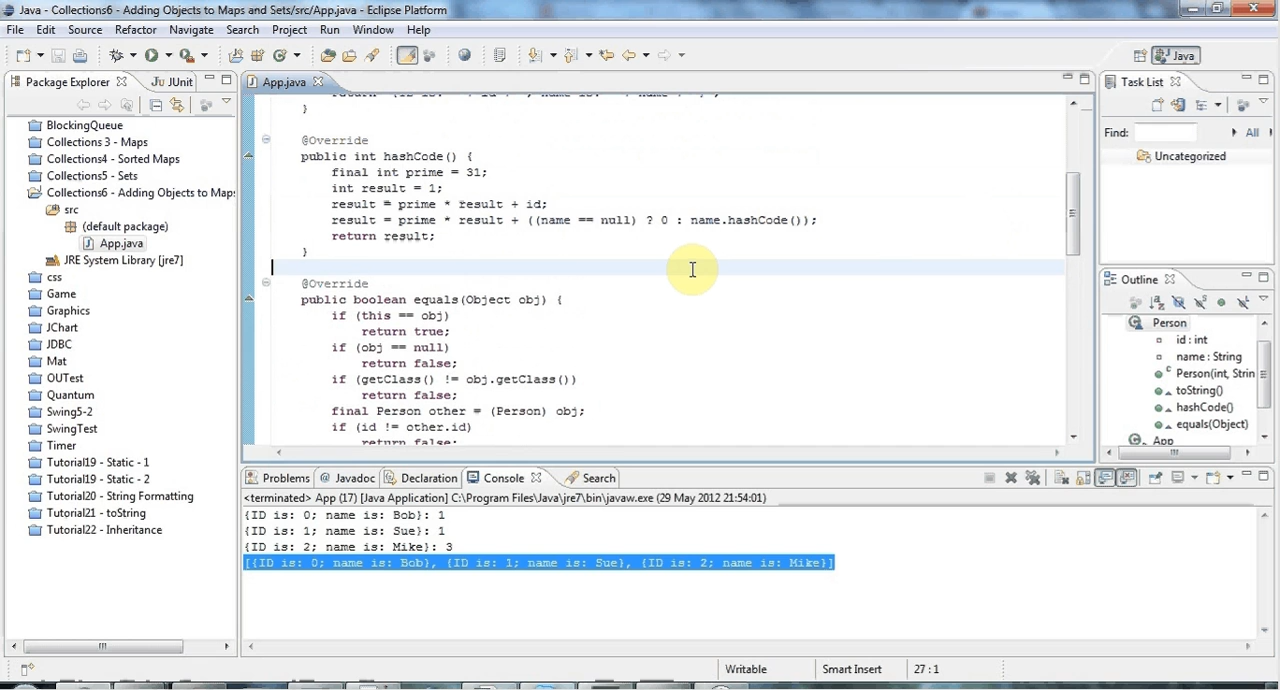 Java - Collections6 - Adding Objects to Maps and Sets/src/App.java - Eclipse Platform
File Edit Source Refactor Navigate Search Project Run Window Help
Java
Package Explorer
JUnit
BlockingQueue
Collections 3 - Maps
Collections4 - Sorted Maps
Collections5 - Sets
Collections6 - Adding Objects to Maps
src
(default package)
App.java
JRE System Library [jre7]
css
Game
Graphics
JChart
JDBC
Mat
OUTest
Quantum
Swing5-2
SwingTest
Timer
Tutorial19 - Static - 1
Tutorial19 - Static - 2
Tutorial20 - String Formatting
Tutorial21 - toString
Tutorial22 - Inheritance
App.java
}
@Override
public int hashCode() {
final int prime = 31;
int result = 1;
result = prime * result + id;
result = prime * result + ((name == null) ? 0 : name.hashCode());
return result;
}
@Override
public boolean equals(Object obj) {
if (this == obj)
return true;
if (obj == null)
return false;
if (getClass() != obj.getClass())
return false;
final Person other = (Person) obj;
if (id != other.id)
return false;
Task List
Find:
All
Uncategorized
Outline
Person
id : int
name : String
Person(int, Strin
toString()
hashCode()
equals(Object)
App
Problems @ Javadoc Declaration Console Search
<terminated> App (17) [Java Application] C:\Program Files\Java\jre7\bin\javaw.exe (29 May 2012 21:54:01)
{ID is: 0; name is: Bob}: 1
{ID is: 1; name is: Sue}: 1
{ID is: 2; name is: Mike}: 3
[{ID is: 0; name is: Bob}, {ID is: 1; name is: Sue}, {ID is: 2; name is: Mike}]
Writable
Smart Insert
27 : 1